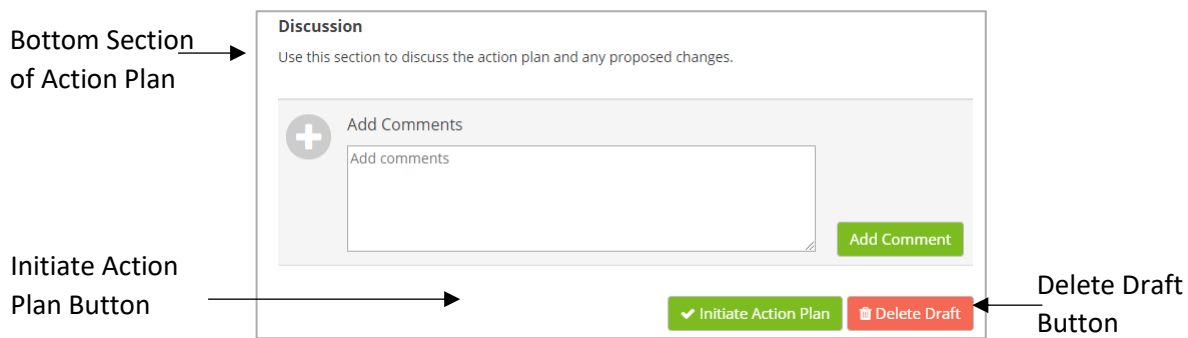 Bottom Section
of Action Plan
Discussion
Use this section to discuss the action plan and any proposed changes.
Add Comments
Add comments
Add Comment
Initiate Action
Plan Button
Initiate Action Plan
Delete Draft
Delete Draft
Button